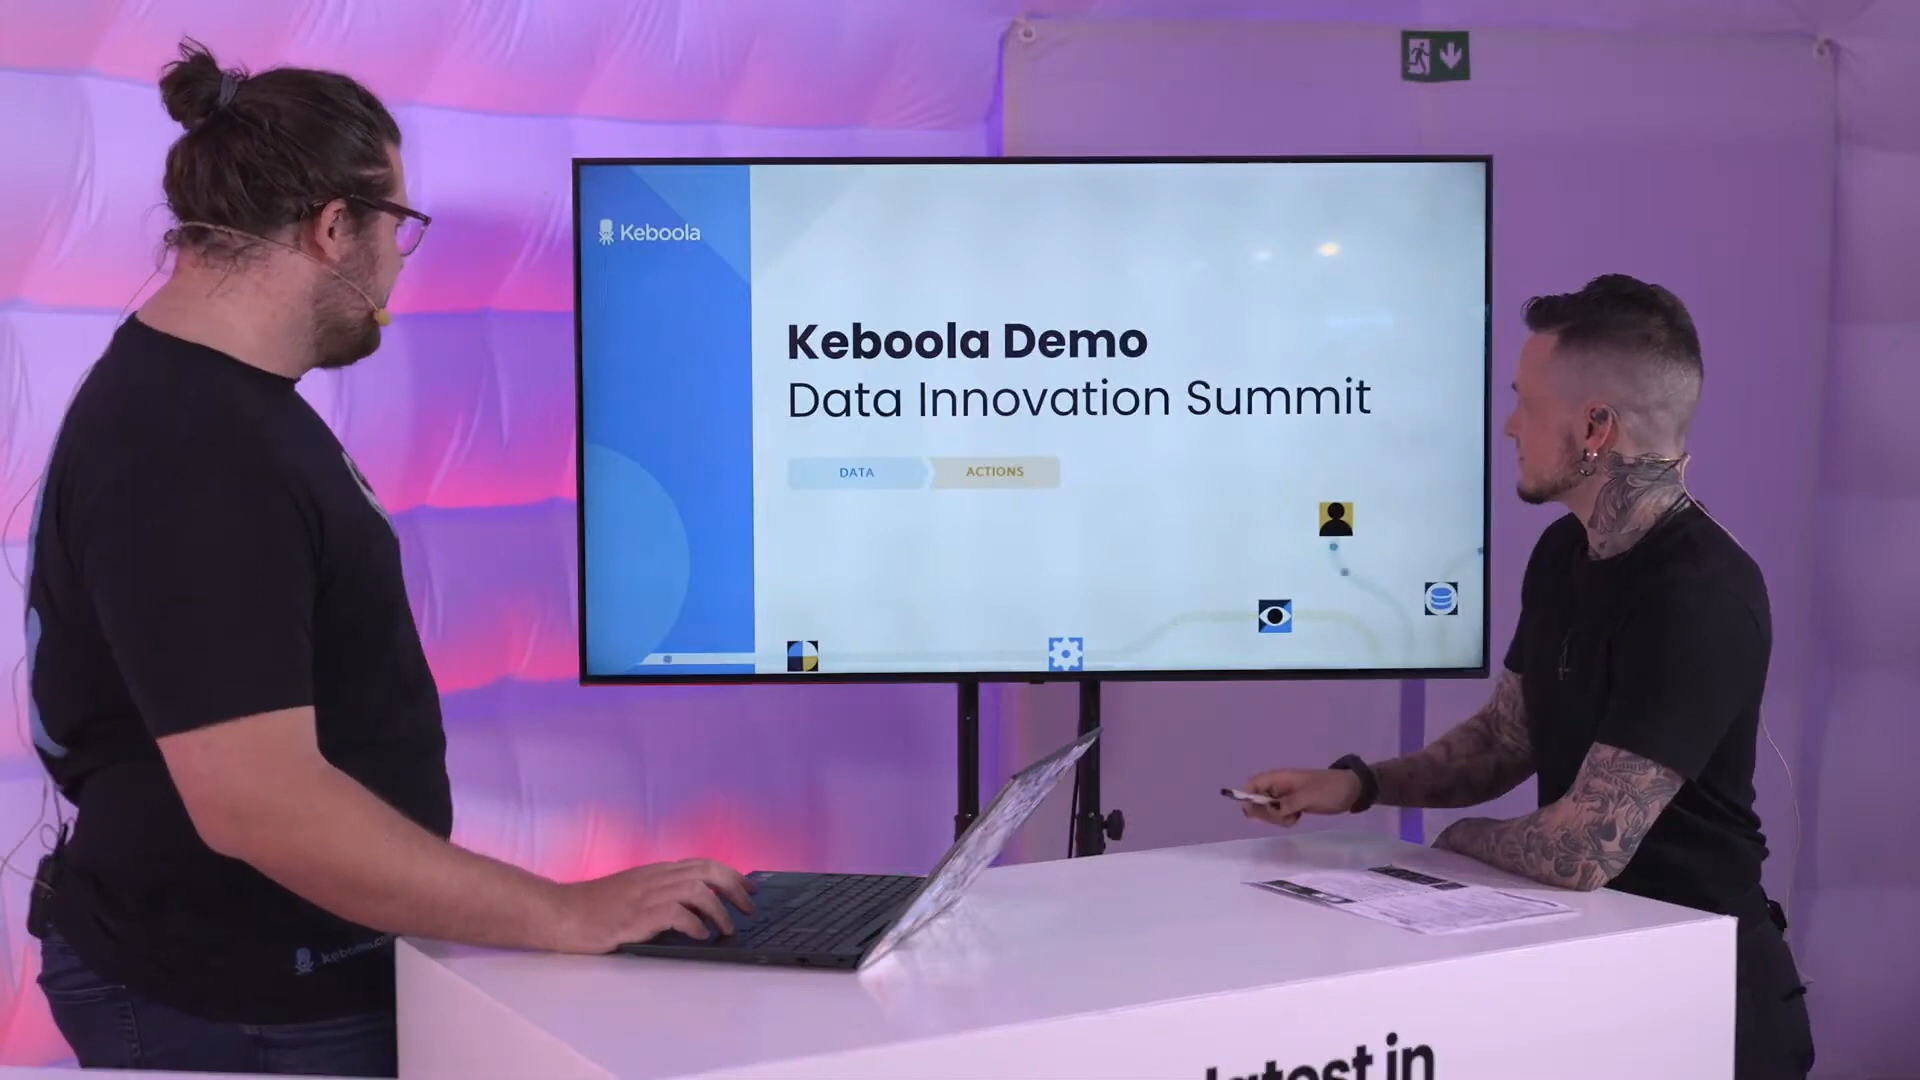 Keboola
Keboola Demo
Data Innovation Summit
DATA
ACTIONS
latest in